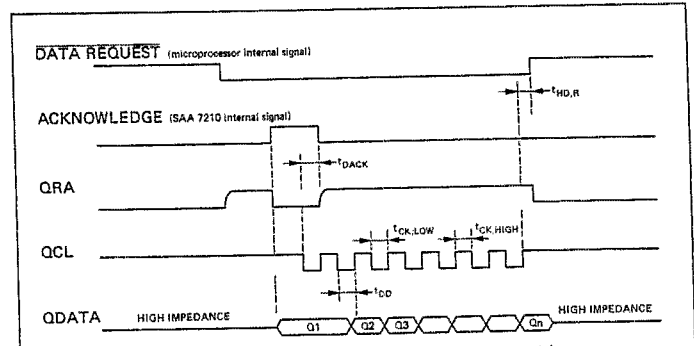 DATA REQUEST (microprocessor internal signal)
tHD,R
ACKNOWLEDGE (SAA 7210 internal signal)
tDACK
QRA
tCK,LOW
tCK,HIGH
QCL
tDD
QDATA
HIGH IMPEDANCE
Q1
Q2
Q3
Qn
HIGH IMPEDANCE